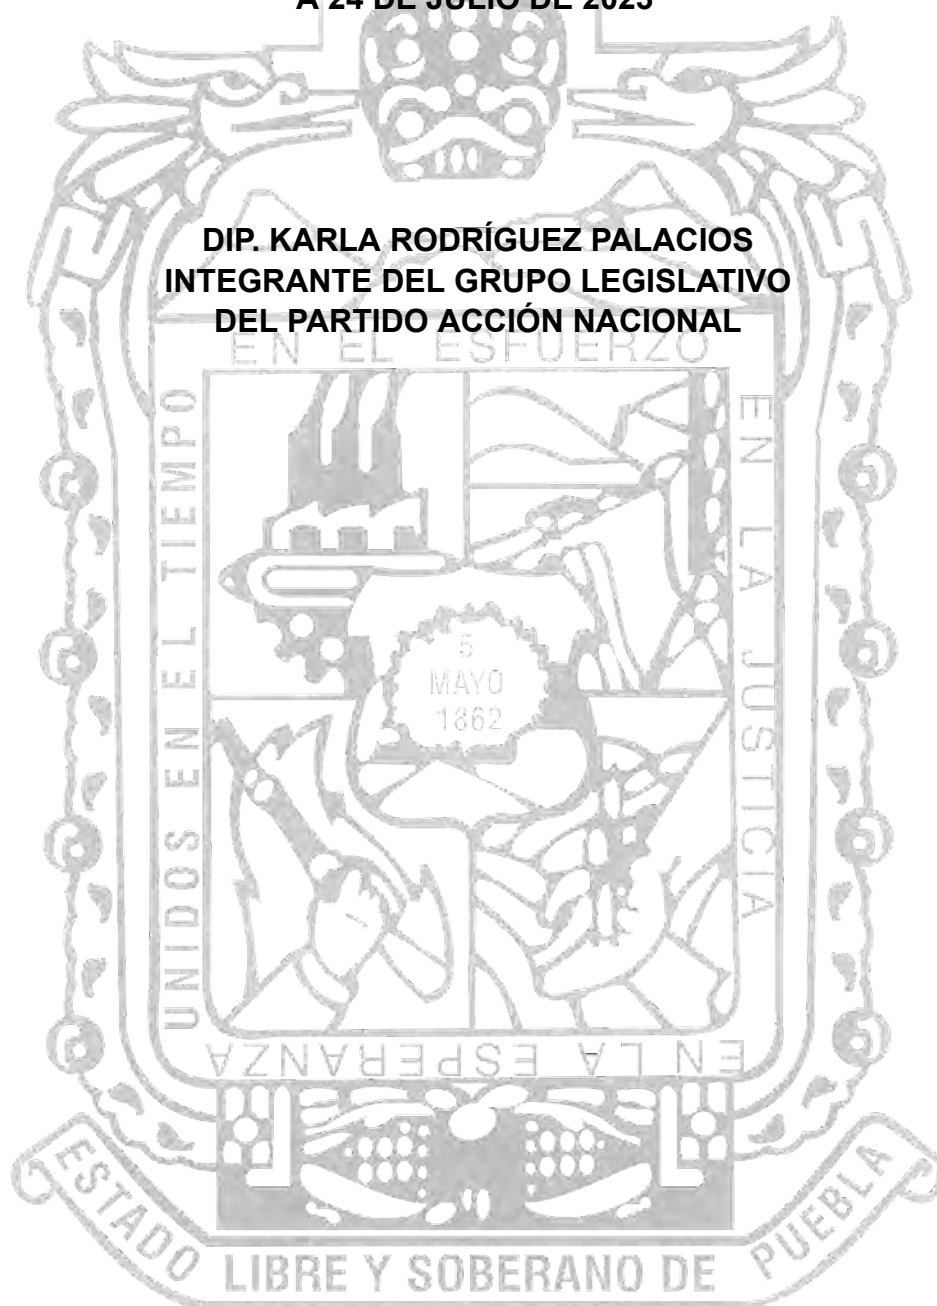 A 24 DE JULIO DE 2023
DIP. KARLA RODRÍGUEZ PALACIOS
INTEGRANTE DEL GRUPO LEGISLATIVO
DEL PARTIDO ACCIÓN NACIONAL
EN EL ESFUERZO
UNIDOS EN EL TIEMPO
EN LA JUSTICIA
5
MAYO
1862
EN LA ESPERANZA
ESTADO LIBRE Y SOBERANO DE PUEBLA